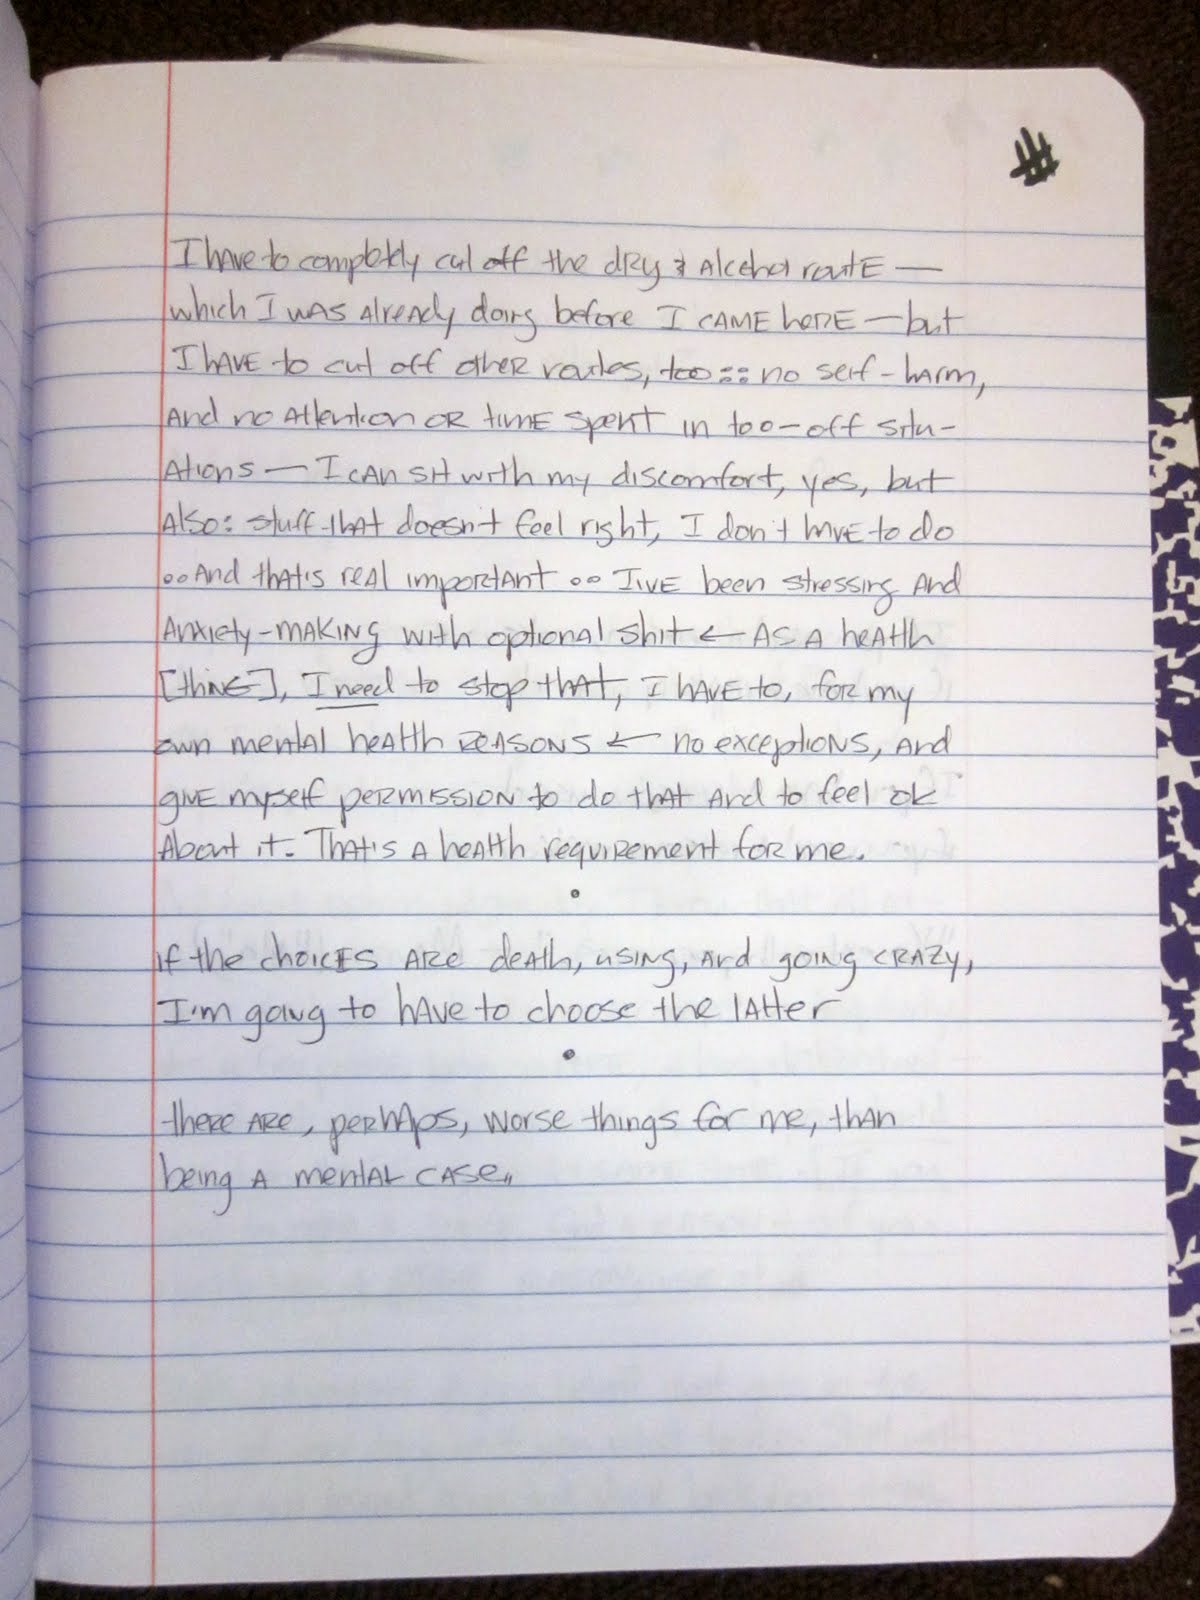 I have to completely cut off the drug & Alcohol route —
which I was Already doing before I came here — but
I have to cut off other routes, too :: no self-harm,
And no Attention or time spent in too-off situ-
Ations — I can sit with my discomfort, yes, but
Also: stuff that doesn't feel right, I don't have to do
.. And that's real important .. I've been stressing And
Anxiety-making with optional shit ← As A health
[thing], I need to stop that, I have to, for my
own mental health reasons ← no exceptions, And
give myself permission to do that And to feel ok
About it. That's A health requirement for me.
•
if the choices Are death, using, And going crazy,
I'm going to have to choose the latter
•
there Are, perhaps, worse things for me, than
being A mental case..